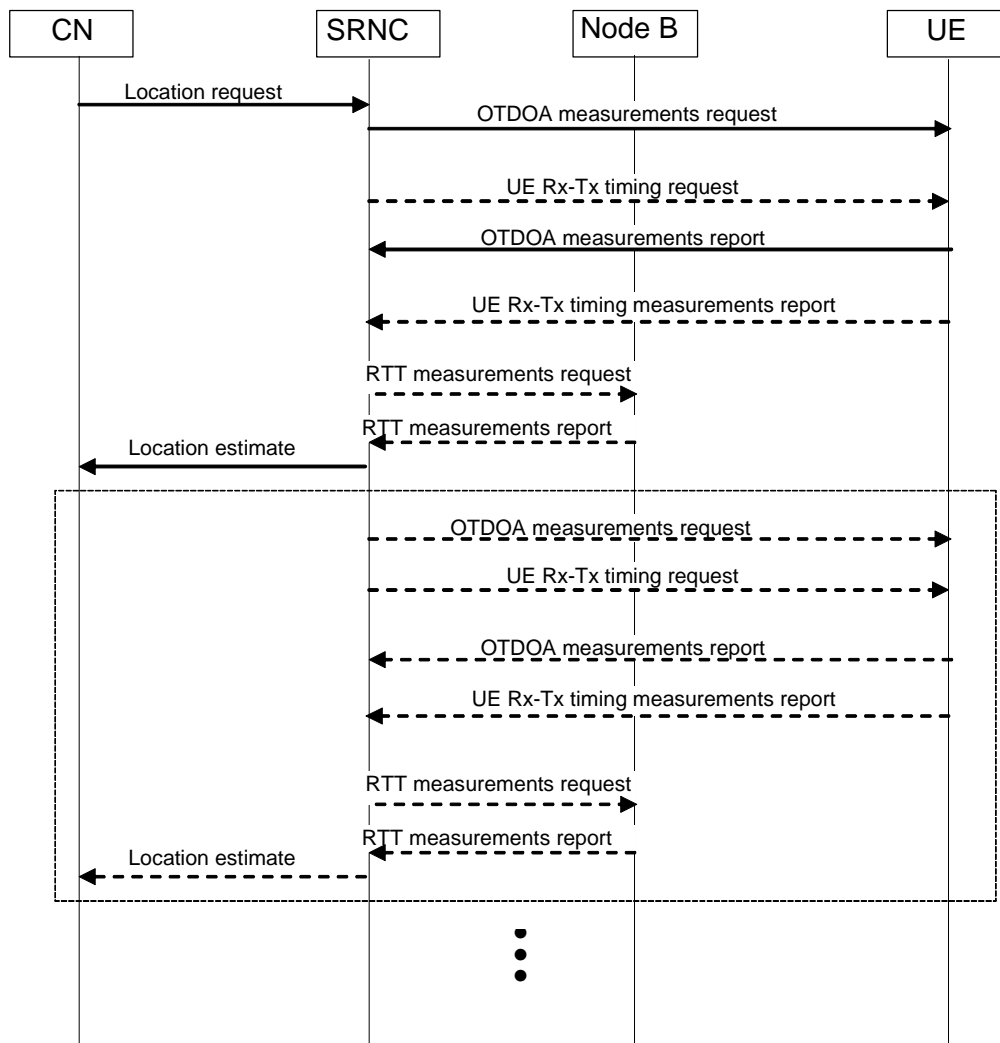 CN
SRNC
Node B
UE
Location request
OTDOA measurements request
UE Rx-Tx timing request
OTDOA measurements report
UE Rx-Tx timing measurements report
RTT measurements request
RTT measurements report
Location estimate
OTDOA measurements request
UE Rx-Tx timing request
OTDOA measurements report
UE Rx-Tx timing measurements report
RTT measurements request
RTT measurements report
Location estimate